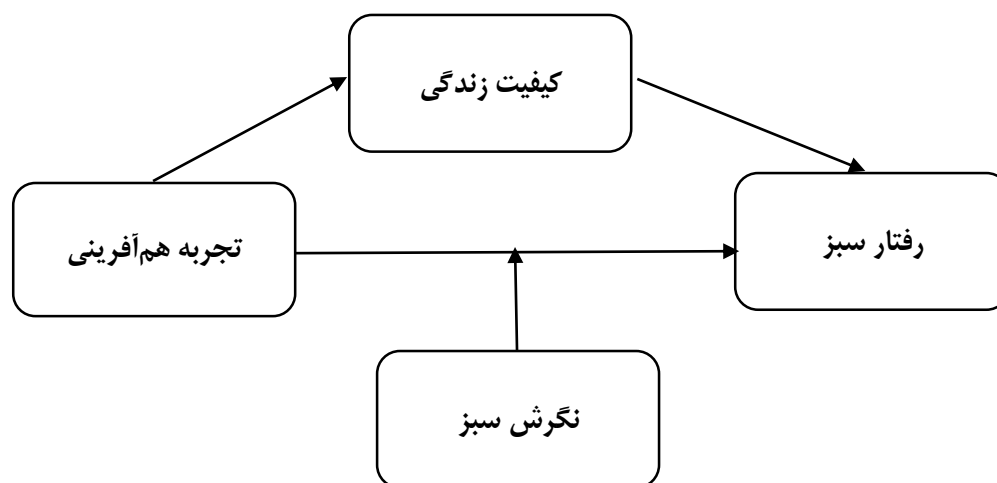 کیفیت زندگی
تجربه هم‌آفرینی
رفتار سبز
نگرش سبز